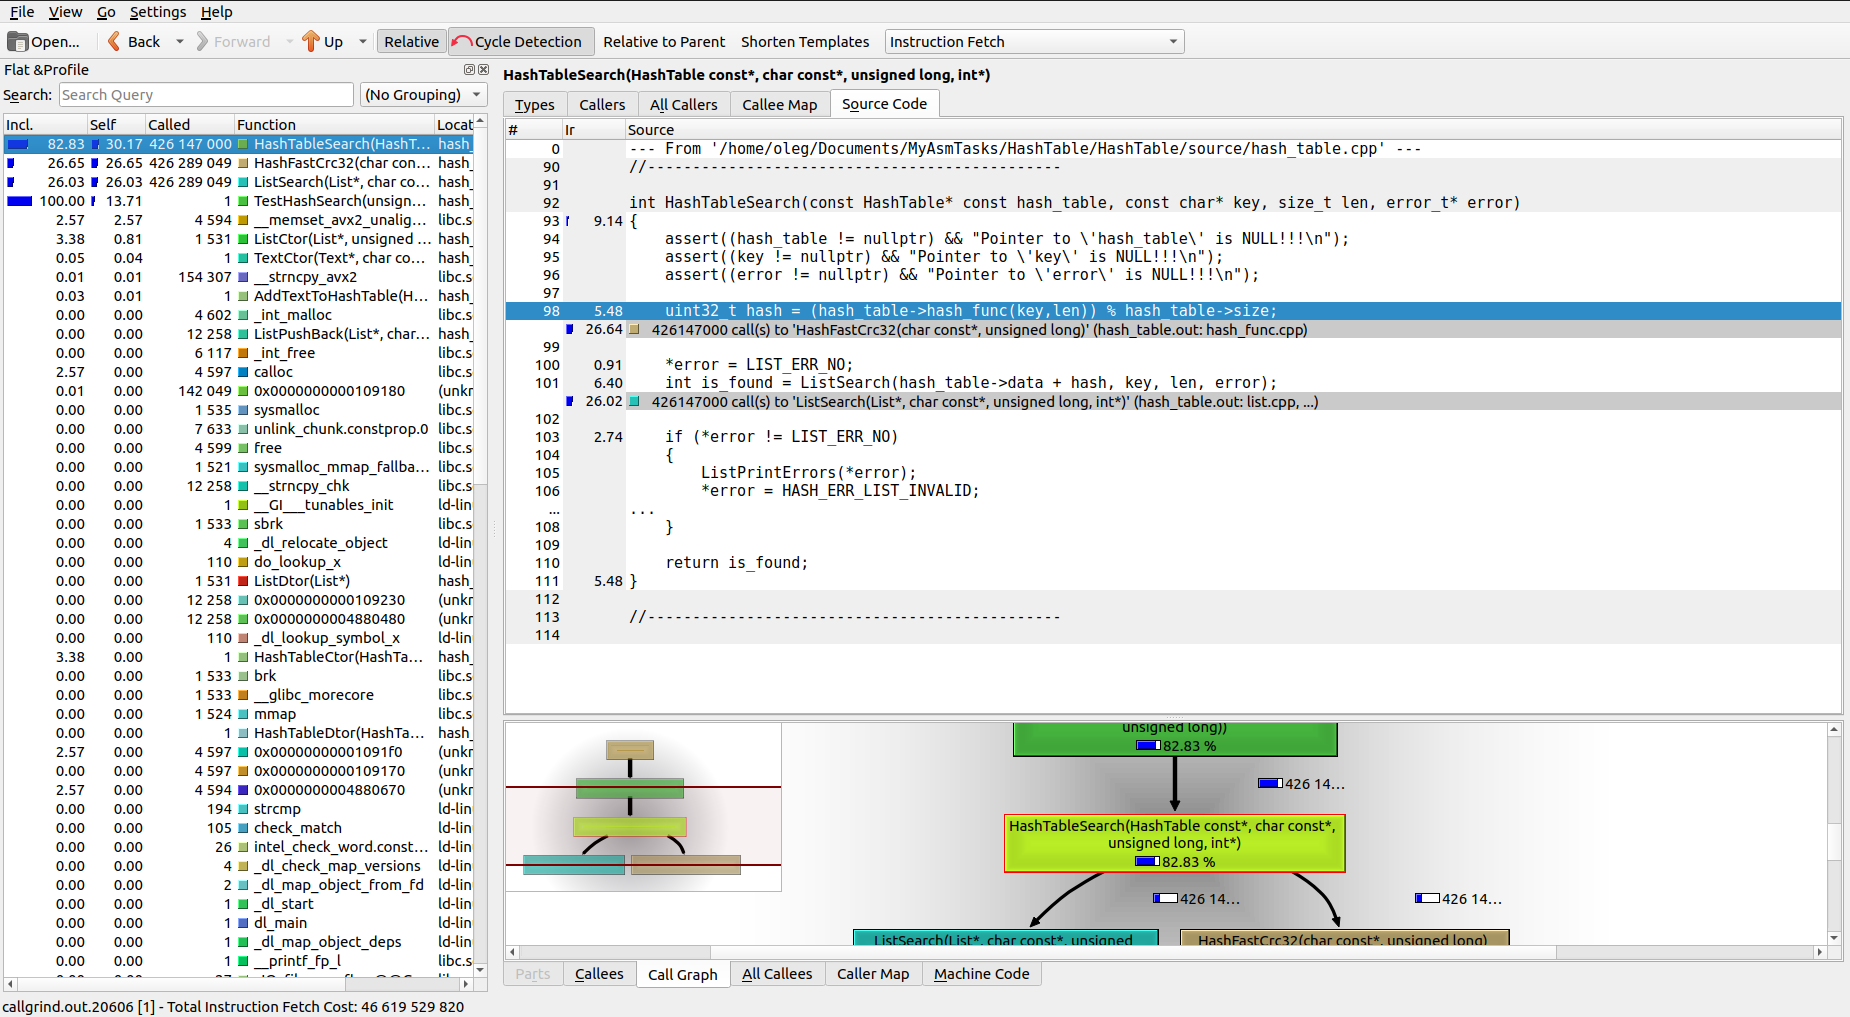 File View Go Settings Help
Open... Back Forward Up Relative Cycle Detection Relative to Parent Shorten Templates Instruction Fetch
Flat &Profile
Search: Search Query (No Grouping)
Incl. Self Called Function Locat
82.83 30.17 426 147 000 HashTableSearch(HashT... hash_
26.65 26.65 426 289 049 HashFastCrc32(char con... hash_
26.03 26.03 426 289 049 ListSearch(List*, char co... hash_
100.00 13.71 1 TestHashSearch(unsign... hash_
2.57 2.57 4 594 __memset_avx2_unalig... libc.s
3.38 0.81 1 531 ListCtor(List*, unsigned ... hash_
0.05 0.04 1 TextCtor(Text*, char co... hash_
0.01 0.01 154 307 __strncpy_avx2 libc.s
0.03 0.01 1 AddTextToHashTable(H... hash_
0.00 0.00 4 602 _int_malloc libc.s
0.00 0.00 12 258 ListPushBack(List*, char... hash_
0.00 0.00 6 117 _int_free libc.s
2.57 0.00 4 597 calloc libc.s
0.01 0.00 142 049 0x0000000000109180 (unkr
0.00 0.00 1 535 sysmalloc libc.s
0.00 0.00 7 633 unlink_chunk.constprop.0 libc.s
0.00 0.00 4 599 free libc.s
0.00 0.00 1 521 sysmalloc_mmap_fallba... libc.s
0.00 0.00 12 258 __strncpy_chk libc.s
0.00 0.00 1 __GI___tunables_init ld-lin
0.00 0.00 1 533 sbrk libc.s
0.00 0.00 4 _dl_relocate_object ld-lin
0.00 0.00 110 do_lookup_x ld-lin
0.00 0.00 1 531 ListDtor(List*) hash_
0.00 0.00 12 258 0x0000000000109230 (unkr
0.00 0.00 12 258 0x0000000004880480 (unkr
0.00 0.00 110 _dl_lookup_symbol_x ld-lin
3.38 0.00 1 HashTableCtor(HashTa... hash_
0.00 0.00 1 533 brk libc.s
0.00 0.00 1 533 __glibc_morecore libc.s
0.00 0.00 1 524 mmap libc.s
0.00 0.00 1 HashTableDtor(HashTa... hash_
2.57 0.00 4 597 0x00000000001091f0 (unkr
0.00 0.00 4 597 0x0000000000109170 (unkr
2.57 0.00 4 594 0x0000000004880670 (unkr
0.00 0.00 194 strcmp ld-lin
0.00 0.00 105 check_match ld-lin
0.00 0.00 26 intel_check_word.const... ld-lin
0.00 0.00 4 _dl_check_map_versions ld-lin
0.00 0.00 2 _dl_map_object_from_fd ld-lin
0.00 0.00 1 _dl_start ld-lin
0.00 0.00 1 dl_main ld-lin
0.00 0.00 1 _dl_map_object_deps ld-lin
0.00 0.00 1 __printf_fp_l libc.s
HashTableSearch(HashTable const*, char const*, unsigned long, int*)
Types Callers All Callers Callee Map Source Code
# Ir Source
0 --- From '/home/oleg/Documents/MyAsmTasks/HashTable/HashTable/source/hash_table.cpp' ---
90 //----------------------------------------------
91
92 int HashTableSearch(const HashTable* const hash_table, const char* key, size_t len, error_t* error)
93 9.14 {
94 assert((hash_table != nullptr) && "Pointer to \'hash_table\' is NULL!!!\n");
95 assert((key != nullptr) && "Pointer to \'key\' is NULL!!!\n");
96 assert((error != nullptr) && "Pointer to \'error\' is NULL!!!\n");
97
98 5.48 uint32_t hash = (hash_table->hash_func(key,len)) % hash_table->size;
26.64 426147000 call(s) to 'HashFastCrc32(char const*, unsigned long)' (hash_table.out: hash_func.cpp)
99
100 0.91 *error = LIST_ERR_NO;
101 6.40 int is_found = ListSearch(hash_table->data + hash, key, len, error);
26.02 426147000 call(s) to 'ListSearch(List*, char const*, unsigned long, int*)' (hash_table.out: list.cpp, ...)
102
103 2.74 if (*error != LIST_ERR_NO)
104 {
105 ListPrintErrors(*error);
106 *error = HASH_ERR_LIST_INVALID;
... ...
108 }
109
110 return is_found;
111 5.48 }
112
113 //----------------------------------------------
114
unsigned long))
82.83 %
426 14...
HashTableSearch(HashTable const*, char const*,
unsigned long, int*)
82.83 %
426 14... 426 14...
ListSearch(List*, char const*, unsigned HashFastCrc32(char const*, unsigned long)
Parts Callees Call Graph All Callees Caller Map Machine Code
callgrind.out.20606 [1] - Total Instruction Fetch Cost: 46 619 529 820